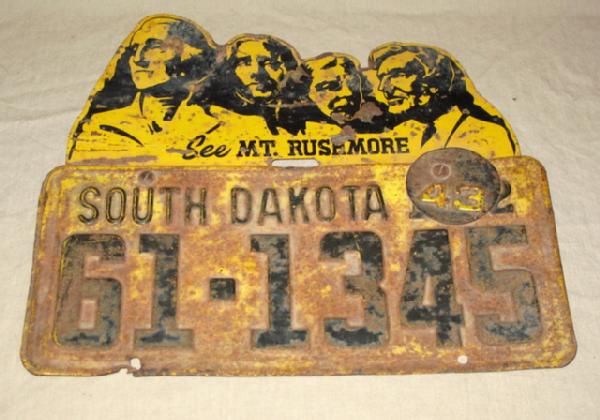 See MT. RUSHMORE
SOUTH DAKOTA
43
61-1345